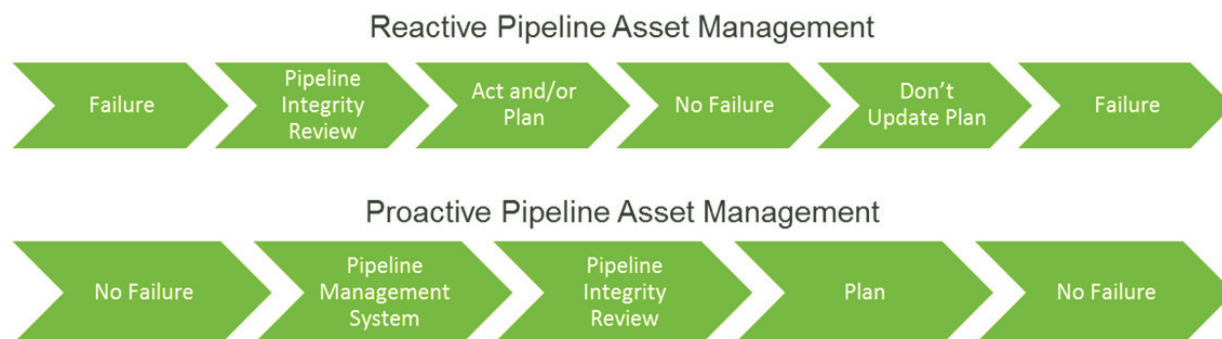 Reactive Pipeline Asset Management
Failure
Pipeline
Integrity
Review
Act and/or
Plan
No Failure
Don't
Update Plan
Failure
Proactive Pipeline Asset Management
No Failure
Pipeline
Management
System
Pipeline
Integrity
Review
Plan
No Failure